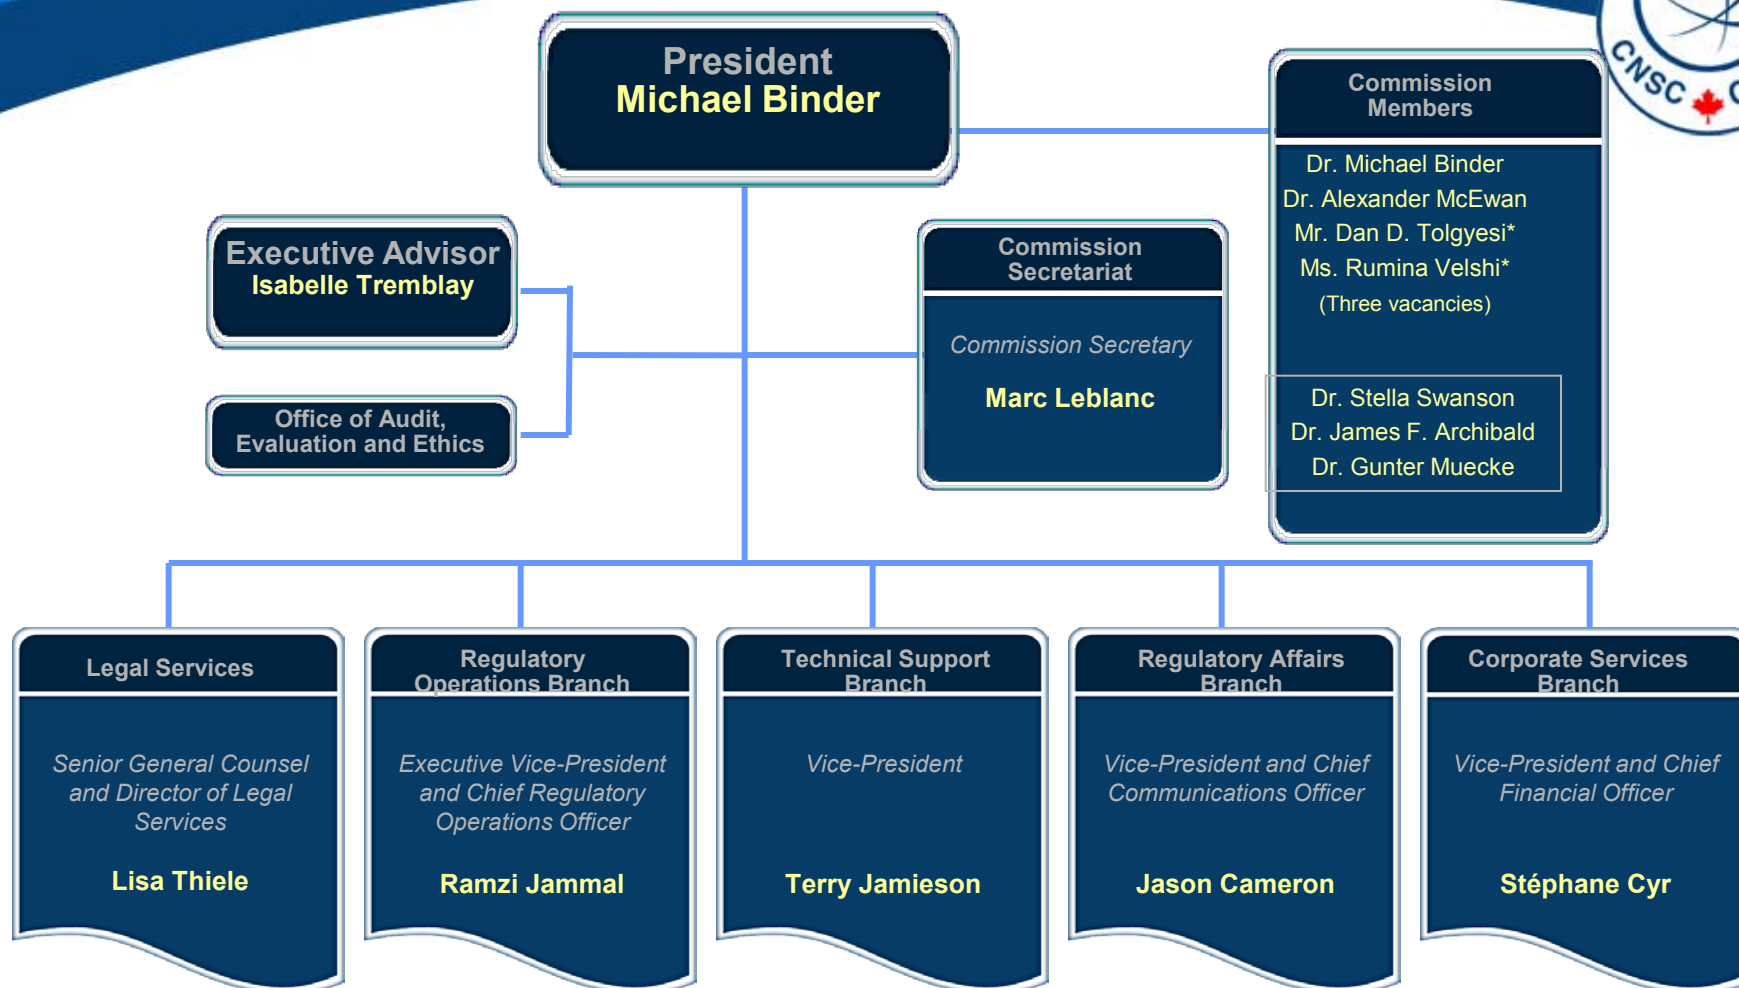 President
Michael Binder
CNSC
Commission
Members
Dr. Michael Binder
Dr. Alexander McEwan
Mr. Dan D. Tolgyesi*
Ms. Rumina Velshi*
(Three vacancies)
Dr. Stella Swanson
Dr. James F. Archibald
Dr. Gunter Muecke
Executive Advisor
Isabelle Tremblay
Office of Audit,
Evaluation and Ethics
Commission
Secretariat
Commission Secretary
Marc Leblanc
Legal Services
Senior General Counsel
and Director of Legal
Services
Lisa Thiele
Regulatory
Operations Branch
Executive Vice-President
and Chief Regulatory
Operations Officer
Ramzi Jammal
Technical Support
Branch
Vice-President
Terry Jamieson
Regulatory Affairs
Branch
Vice-President and Chief
Communications Officer
Jason Cameron
Corporate Services
Branch
Vice-President and Chief
Financial Officer
Stéphane Cyr